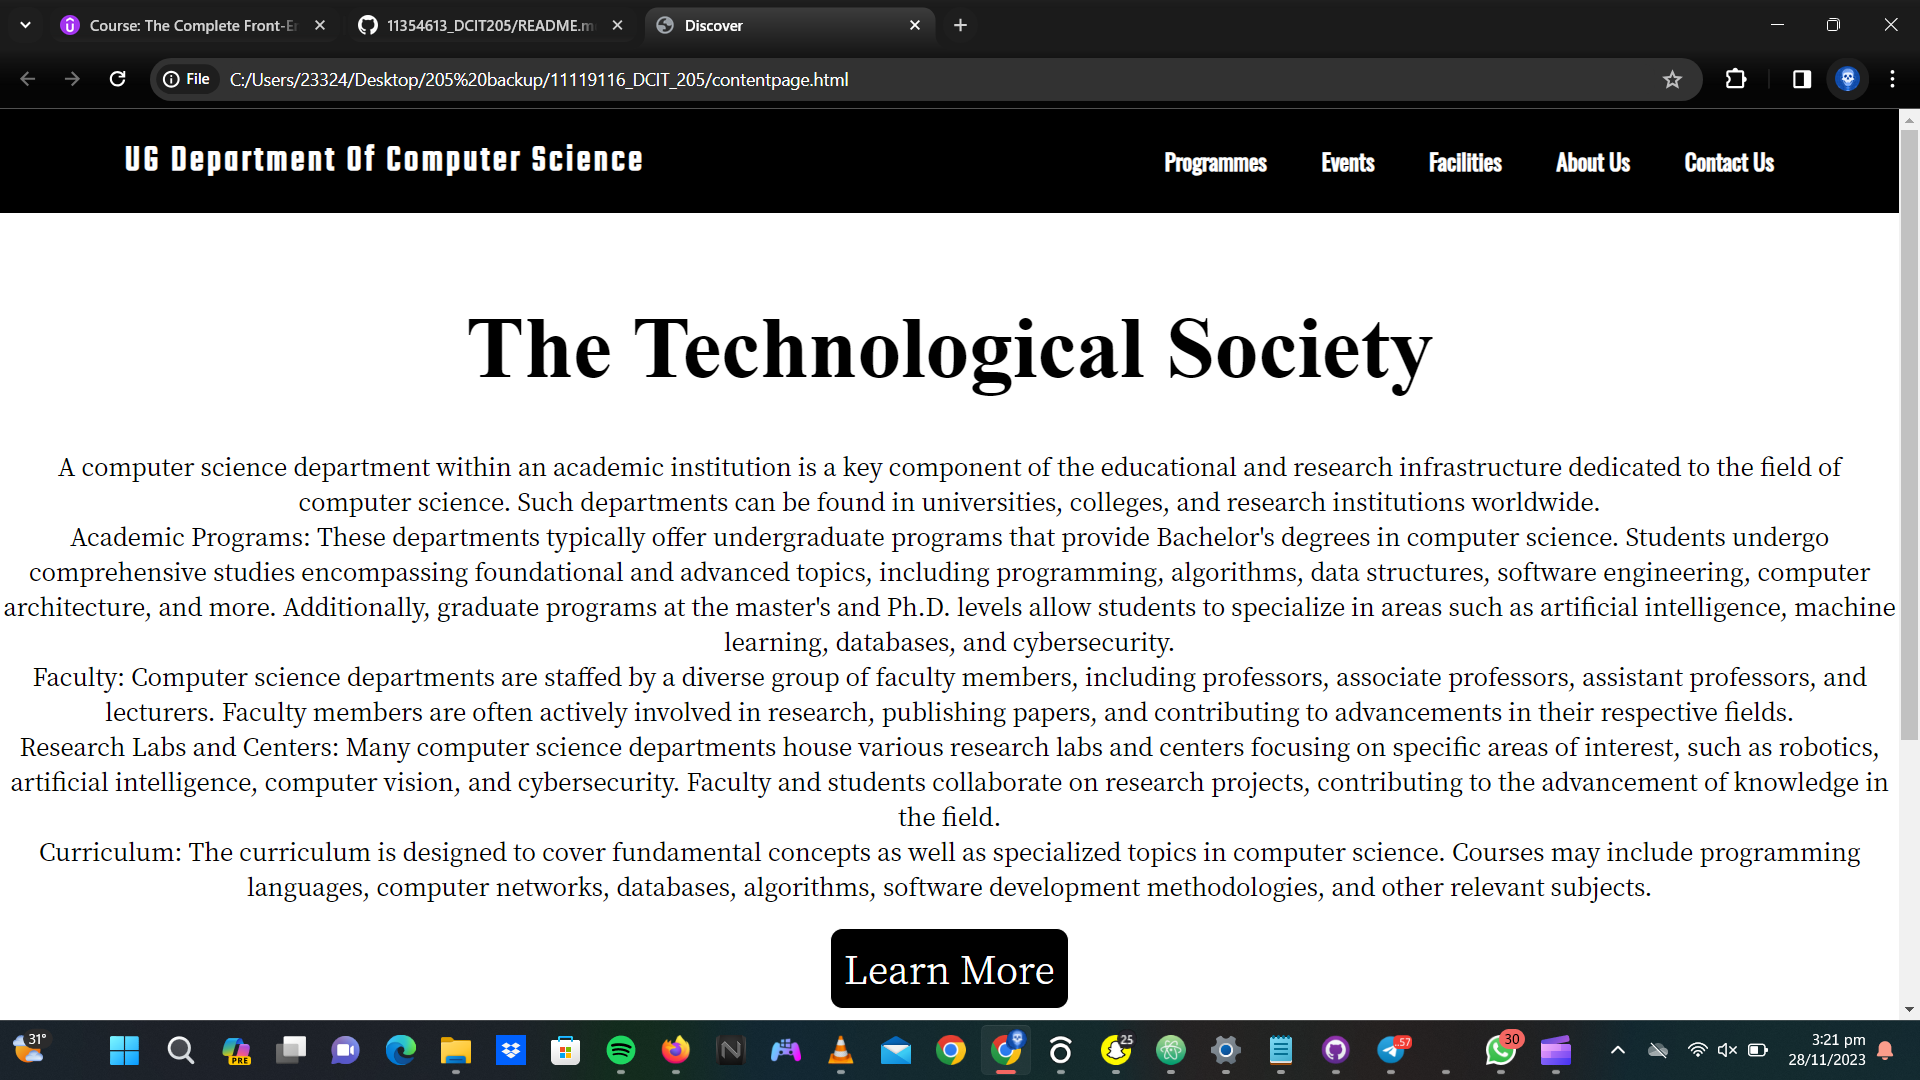 Course: The Complete Front-En
11354613_DCIT205/README.m
Discover
File
C:/Users/23324/Desktop/205%20backup/11119116_DCIT_205/contentpage.html
UG Department Of Computer Science
Programmes
Events
Facilities
About Us
Contact Us
The Technological Society
A computer science department within an academic institution is a key component of the educational and research infrastructure dedicated to the field of
computer science. Such departments can be found in universities, colleges, and research institutions worldwide.
Academic Programs: These departments typically offer undergraduate programs that provide Bachelor's degrees in computer science. Students undergo
comprehensive studies encompassing foundational and advanced topics, including programming, algorithms, data structures, software engineering, computer
architecture, and more. Additionally, graduate programs at the master's and Ph.D. levels allow students to specialize in areas such as artificial intelligence, machine
learning, databases, and cybersecurity.
Faculty: Computer science departments are staffed by a diverse group of faculty members, including professors, associate professors, assistant professors, and
lecturers. Faculty members are often actively involved in research, publishing papers, and contributing to advancements in their respective fields.
Research Labs and Centers: Many computer science departments house various research labs and centers focusing on specific areas of interest, such as robotics,
artificial intelligence, computer vision, and cybersecurity. Faculty and students collaborate on research projects, contributing to the advancement of knowledge in
the field.
Curriculum: The curriculum is designed to cover fundamental concepts as well as specialized topics in computer science. Courses may include programming
languages, computer networks, databases, algorithms, software development methodologies, and other relevant subjects.
Learn More
31°
PRE
25
57
30
3:21 pm
28/11/2023